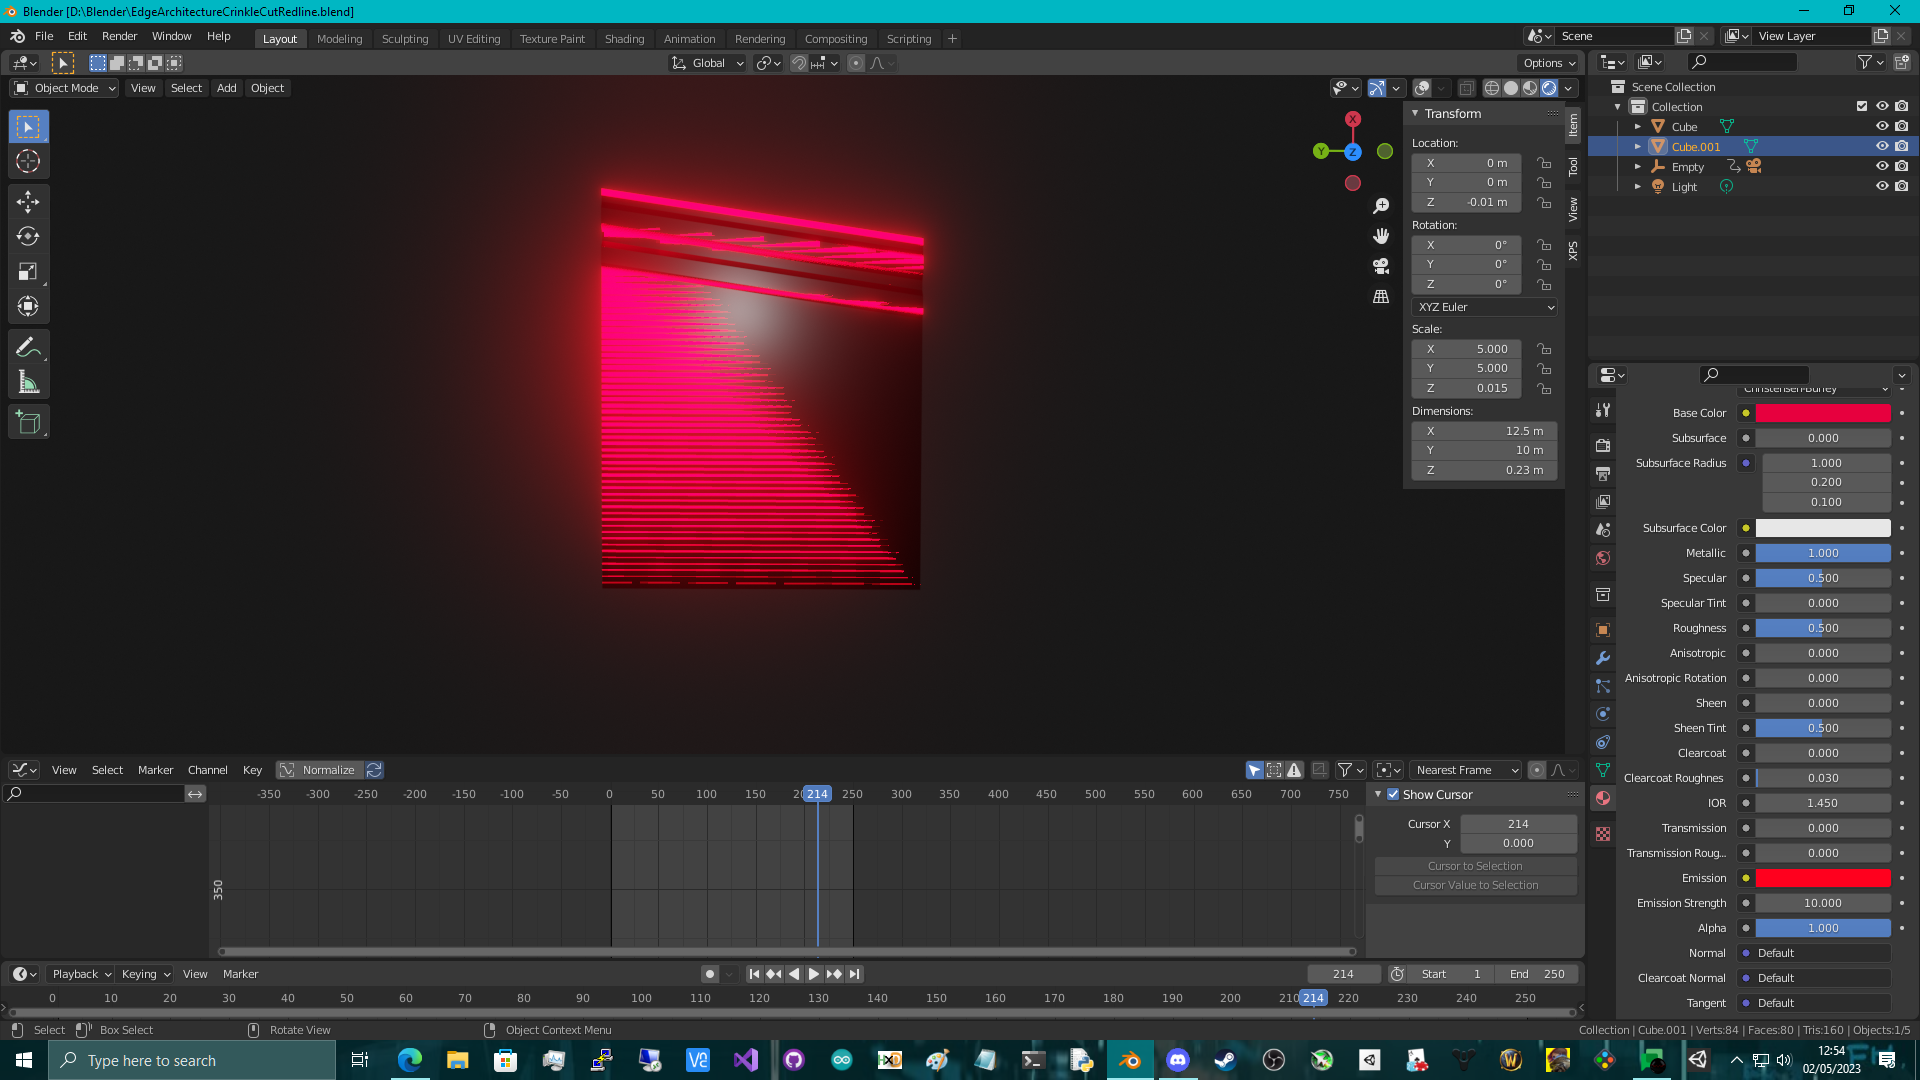 Blender [D:\Blender\EdgeArchitectureCrinkleCutRedline.blend]
File Edit Render Window Help
Layout Modeling Sculpting UV Editing Texture Paint Shading Animation Rendering Compositing Scripting
Scene
View Layer
Global
Options
Object Mode View Select Add Object
Transform
Location:
X 0 m
Y 0 m
Z -0.01 m
Rotation:
X 0°
Y 0°
Z 0°
XYZ Euler
Scale:
X 5.000
Y 5.000
Z 0.015
Dimensions:
X 12.5 m
Y 10 m
Z 0.23 m
Item
Tool
View
XPS
X
Y
Z
Scene Collection
Collection
Cube
Cube.001
Empty
Light
Christensen-Burley
Base Color
Subsurface 0.000
Subsurface Radius 1.000
0.200
0.100
Subsurface Color
Metallic 1.000
Specular 0.500
Specular Tint 0.000
Roughness 0.500
Anisotropic 0.000
Anisotropic Rotation 0.000
Sheen 0.000
Sheen Tint 0.500
Clearcoat 0.000
Clearcoat Roughnes 0.030
IOR 1.450
Transmission 0.000
Transmission Roug... 0.000
Emission
Emission Strength 10.000
Alpha 1.000
Normal Default
Clearcoat Normal Default
Tangent Default
View Select Marker Channel Key Normalize
Nearest Frame
-350 -300 -250 -200 -150 -100 -50 0 50 100 150 214 250 300 350 400 450 500 550 600 650 700 750
350
Show Cursor
Cursor X 214
Y 0.000
Cursor to Selection
Cursor Value to Selection
Playback Keying View Marker
214
Start 1
End 250
0 10 20 30 40 50 60 70 80 90 100 110 120 130 140 150 160 170 180 190 200 210 214 220 230 240 250
Select Box Select Rotate View Object Context Menu
Collection | Cube.001 | Verts:84 | Faces:80 | Tris:160 | Objects:1/5
Type here to search
12:54
02/05/2023